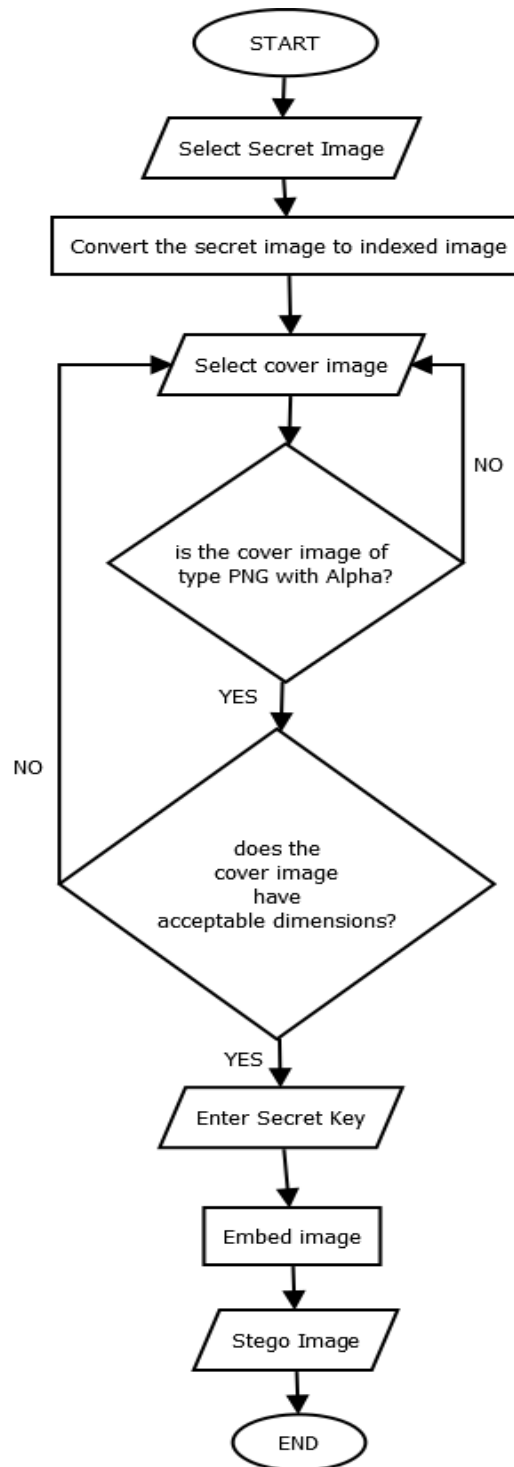 START
Select Secret Image
Convert the secret image to indexed image
Select cover image
NO
is the cover image of
type PNG with Alpha?
YES
NO
does the
cover image
have
acceptable dimensions?
YES
Enter Secret Key
Embed image
Stego Image
END